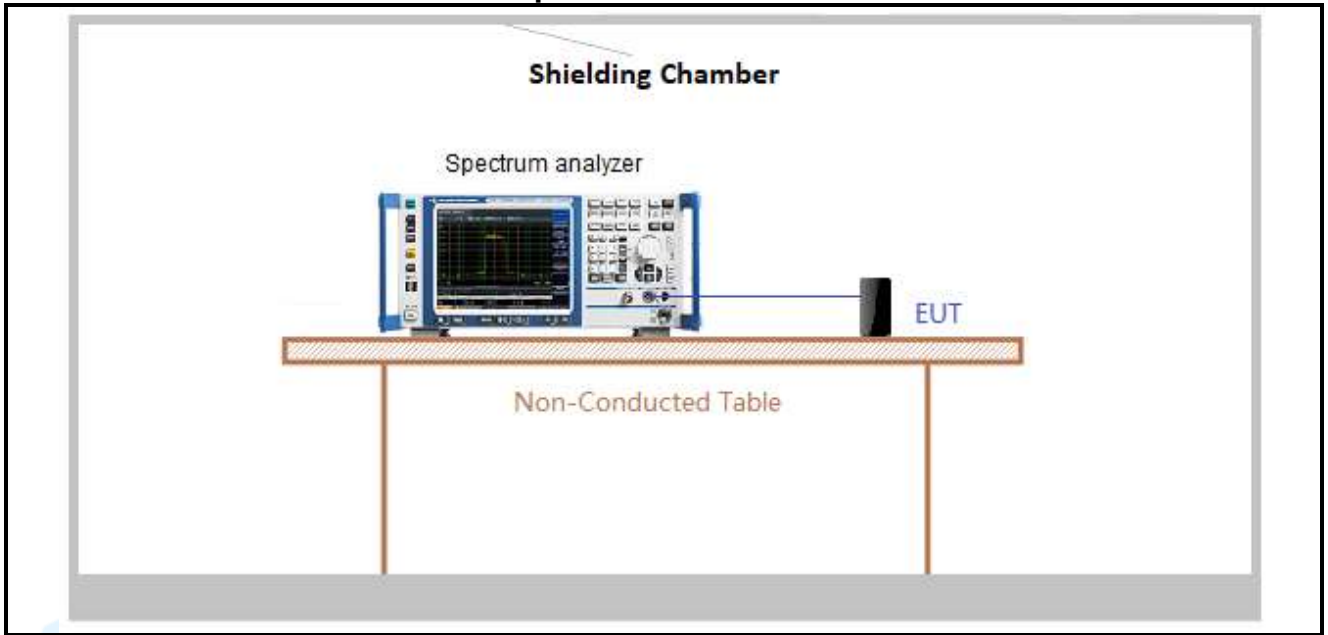 Shielding Chamber
Spectrum analyzer
EUT
Non-Conducted Table